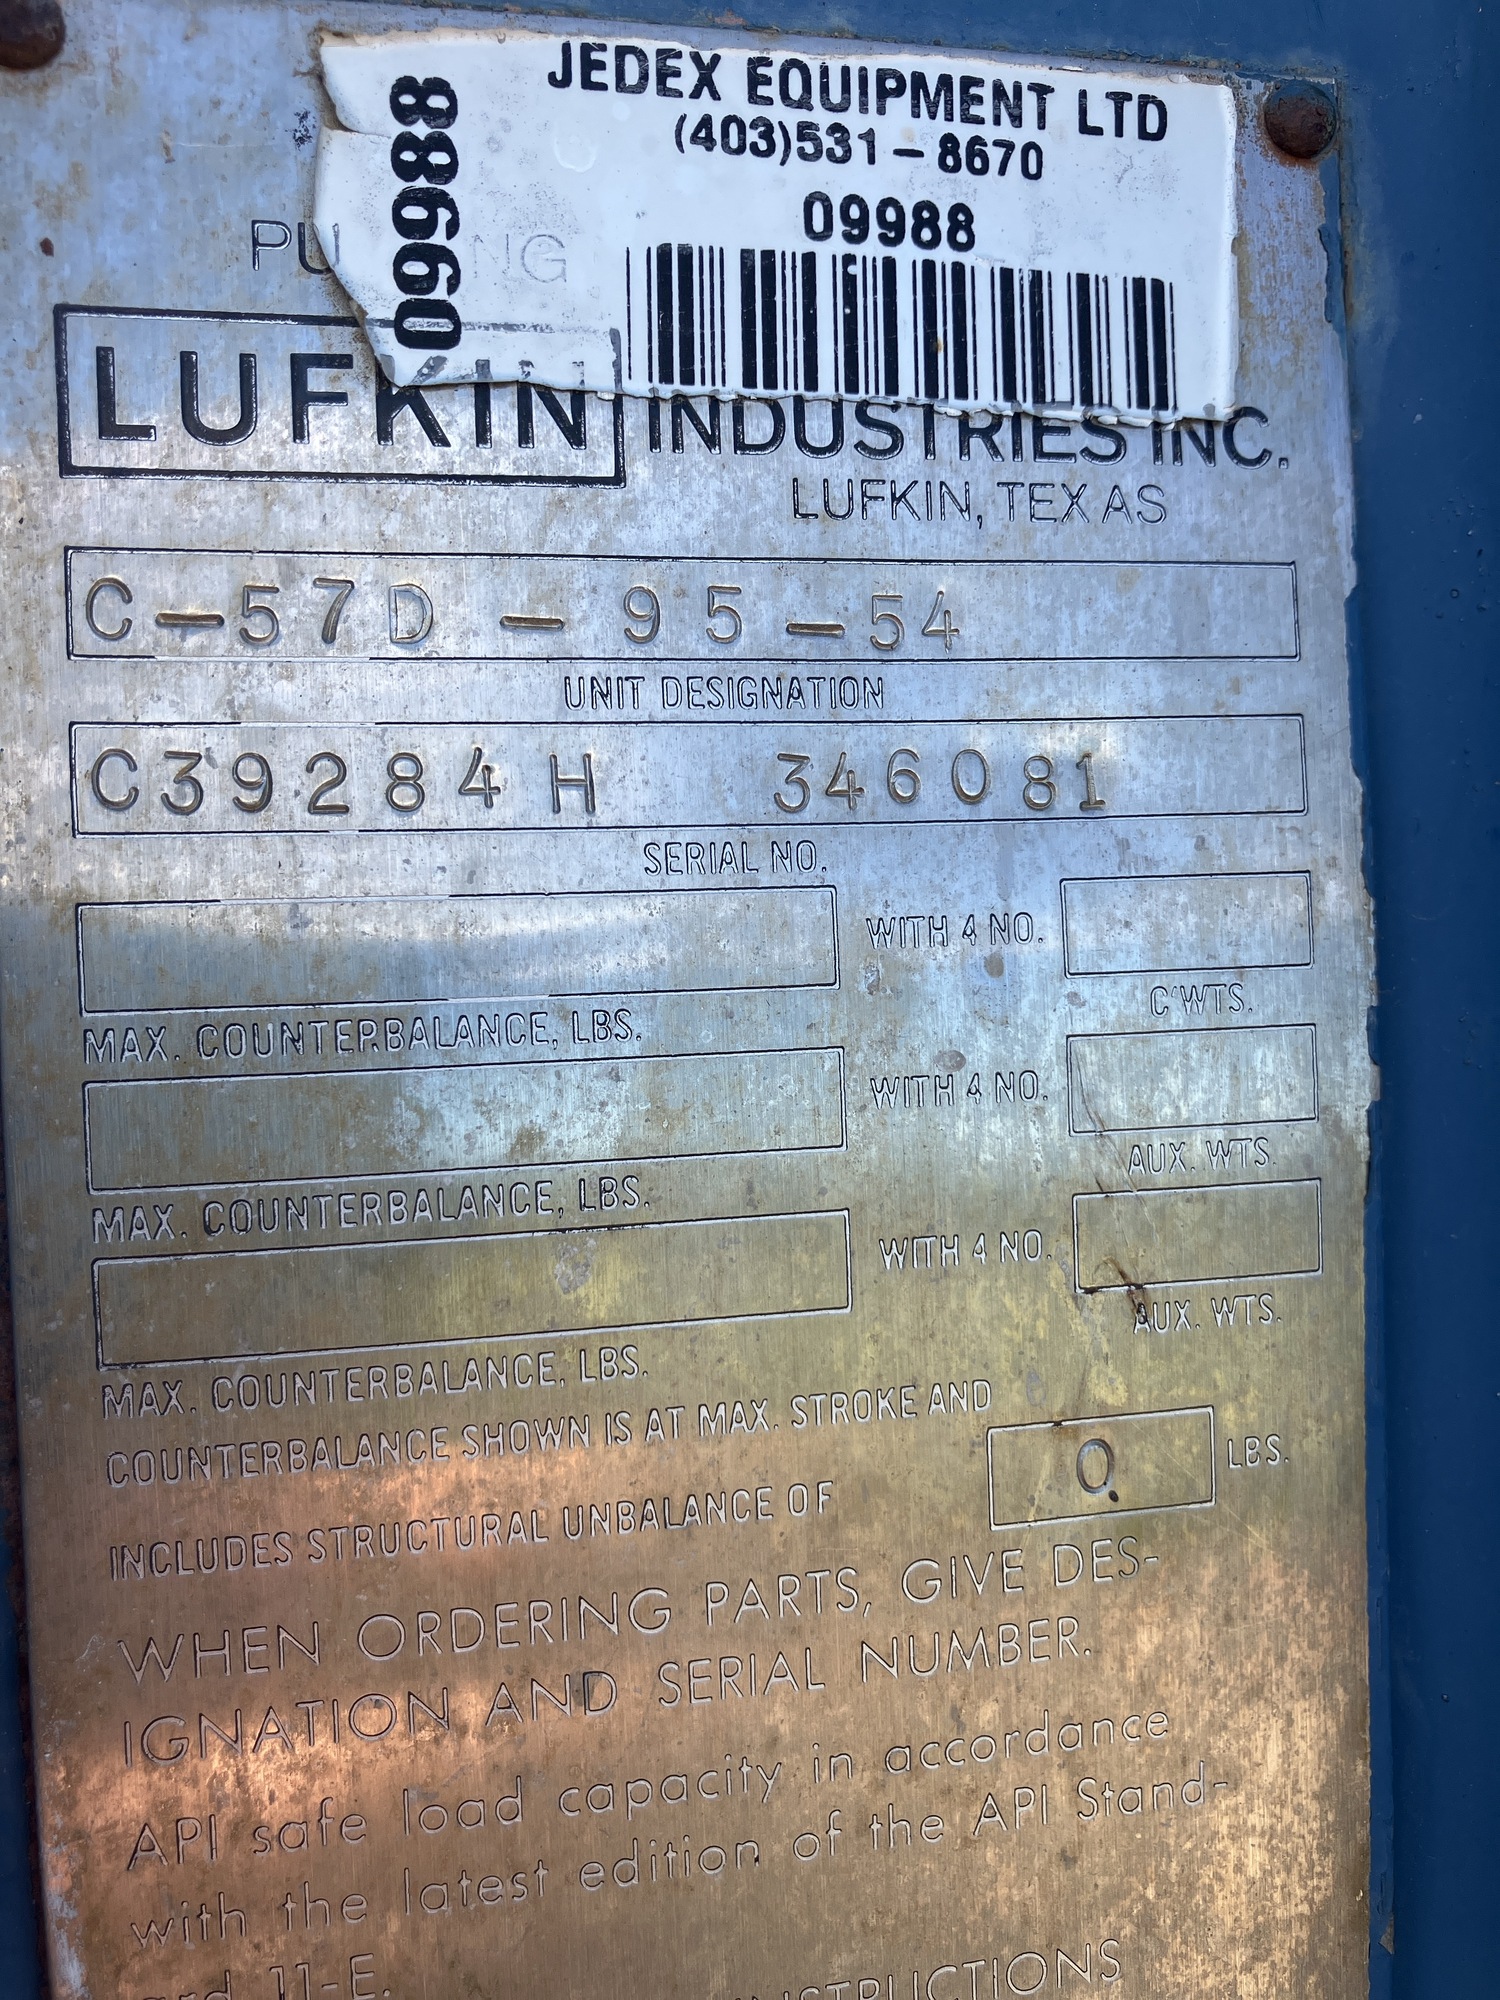 JEDEX EQUIPMENT LTD
(403)531-8670
09988
09988
LUFKIN INDUSTRIES INC.
LUFKIN, TEXAS
C-57D-95-54
UNIT DESIGNATION
C39284H 346081
SERIAL NO.
WITH 4 NO.
C'WTS.
MAX. COUNTERBALANCE, LBS.
WITH 4 NO.
AUX. WTS.
MAX. COUNTERBALANCE, LBS.
WITH 4 NO.
AUX. WTS.
MAX. COUNTERBALANCE, LBS.
COUNTERBALANCE SHOWN IS AT MAX. STROKE AND
INCLUDES STRUCTURAL UNBALANCE OF 0 LBS.
WHEN ORDERING PARTS, GIVE DES-
IGNATION AND SERIAL NUMBER.
API safe load capacity in accordance
with the latest edition of the API Stand-
ard 11-E.